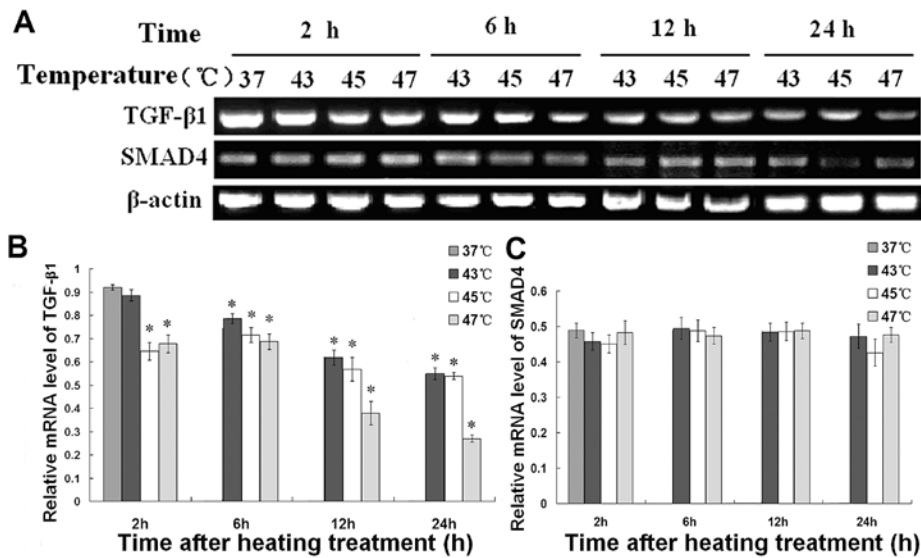 A
Time 2 h 6 h 12 h 24 h
Temperature（℃） 37 43 45 47 43 45 47 43 45 47 43 45 47
TGF-β1
SMAD4
β-actin
B
Relative mRNA level of TGF-β1
1
0.9
0.8
0.7
0.6
0.5
0.4
0.3
0.2
0.1
0
37℃
43℃
45℃
47℃
* * * * * * * * * * *
2h 6h 12h 24h
Time after heating treatment (h)
C
Relative mRNA level of SMAD4
0.6
0.5
0.4
0.3
0.2
0.1
0
37℃
43℃
45℃
47℃
2h 6h 12h 24h
Time after heating treatment (h)